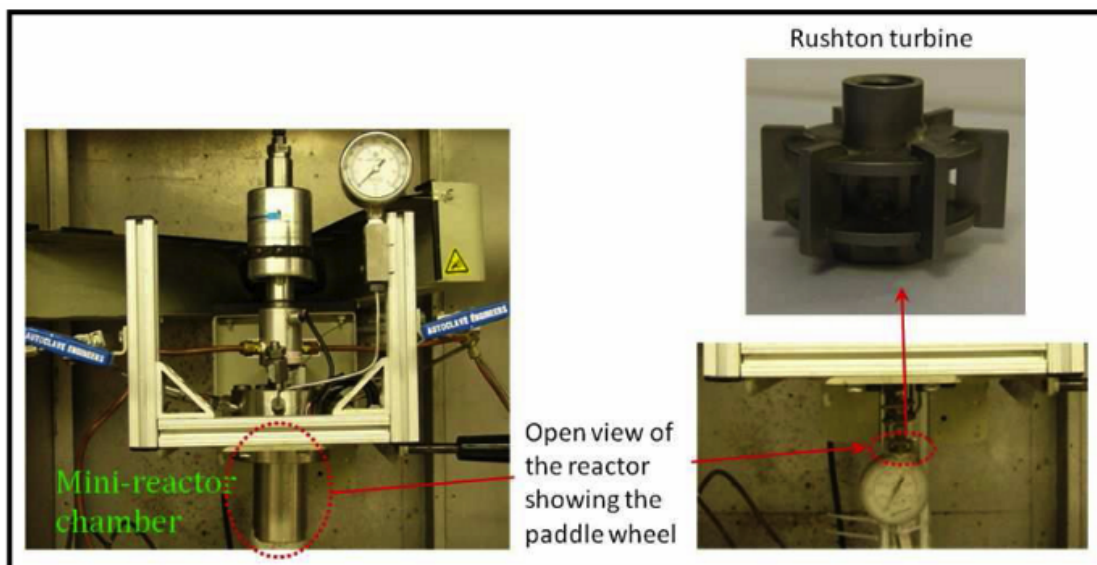 Rushton turbine
AUTOCLAVE ENGINEERS
AUTOCLAVE ENGINEERS
Mini-reactor
chamber
Open view of
the reactor
showing the
paddle wheel